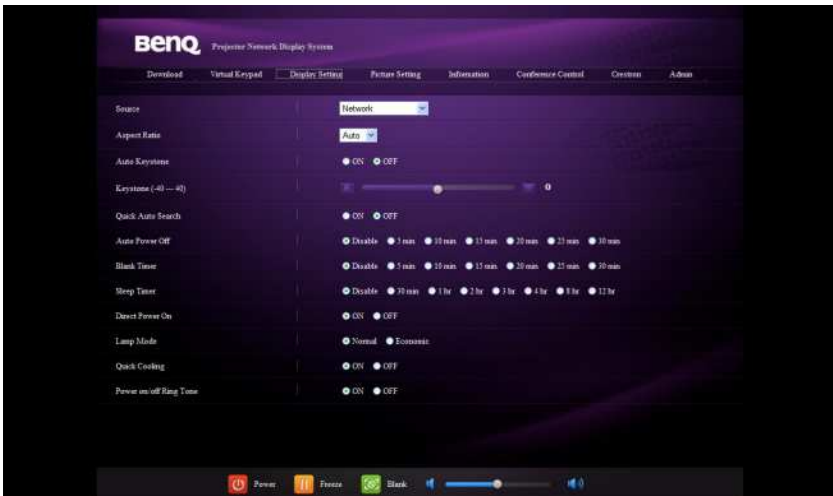 BenQ Projector Network Display System
Download Virtual Keypad Display Setting Picture Setting Information Conference Control Crestron Admin
Source Network
Aspect Ratio Auto
Auto Keystone ON OFF
Keystone (-40 — 40) 0
Quick Auto Search ON OFF
Auto Power Off Disable 5 min 10 min 15 min 20 min 25 min 30 min
Blank Timer Disable 5 min 10 min 15 min 20 min 25 min 30 min
Sleep Timer Disable 30 min 1 hr 2 hr 3 hr 4 hr 8 hr 12 hr
Direct Power On ON OFF
Lamp Mode Normal Economic
Quick Cooling ON OFF
Power on/off Ring Tone ON OFF
Power Freeze Blank